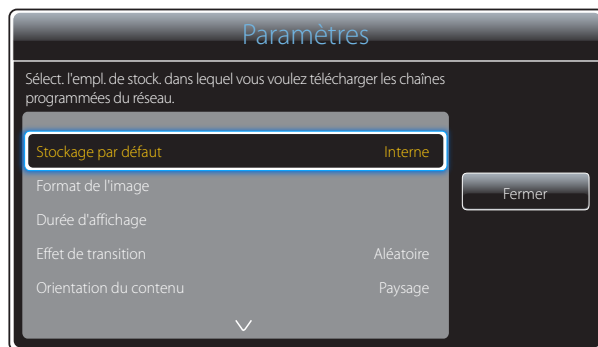 Paramètres
Sélect. l'empl. de stock. dans lequel vous voulez télécharger les chaînes
programmées du réseau.
Stockage par défaut Interne
Format de l'image
Fermer
Durée d'affichage
Effet de transition Aléatoire
Orientation du contenu Paysage